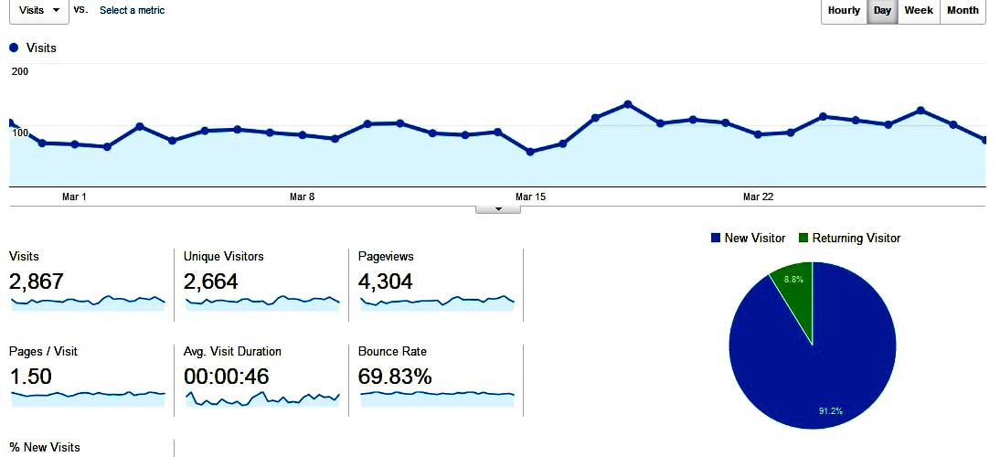 Visits vs. Select a metric Hourly Day Week Month
Visits
200
100
Mar 1 Mar 8 Mar 15 Mar 22
New Visitor Returning Visitor
Visits Unique Visitors Pageviews
2,867 2,664 4,304
8.8%
Pages / Visit Avg. Visit Duration Bounce Rate
1.50 00:00:46 69.83%
91.2%
% New Visits